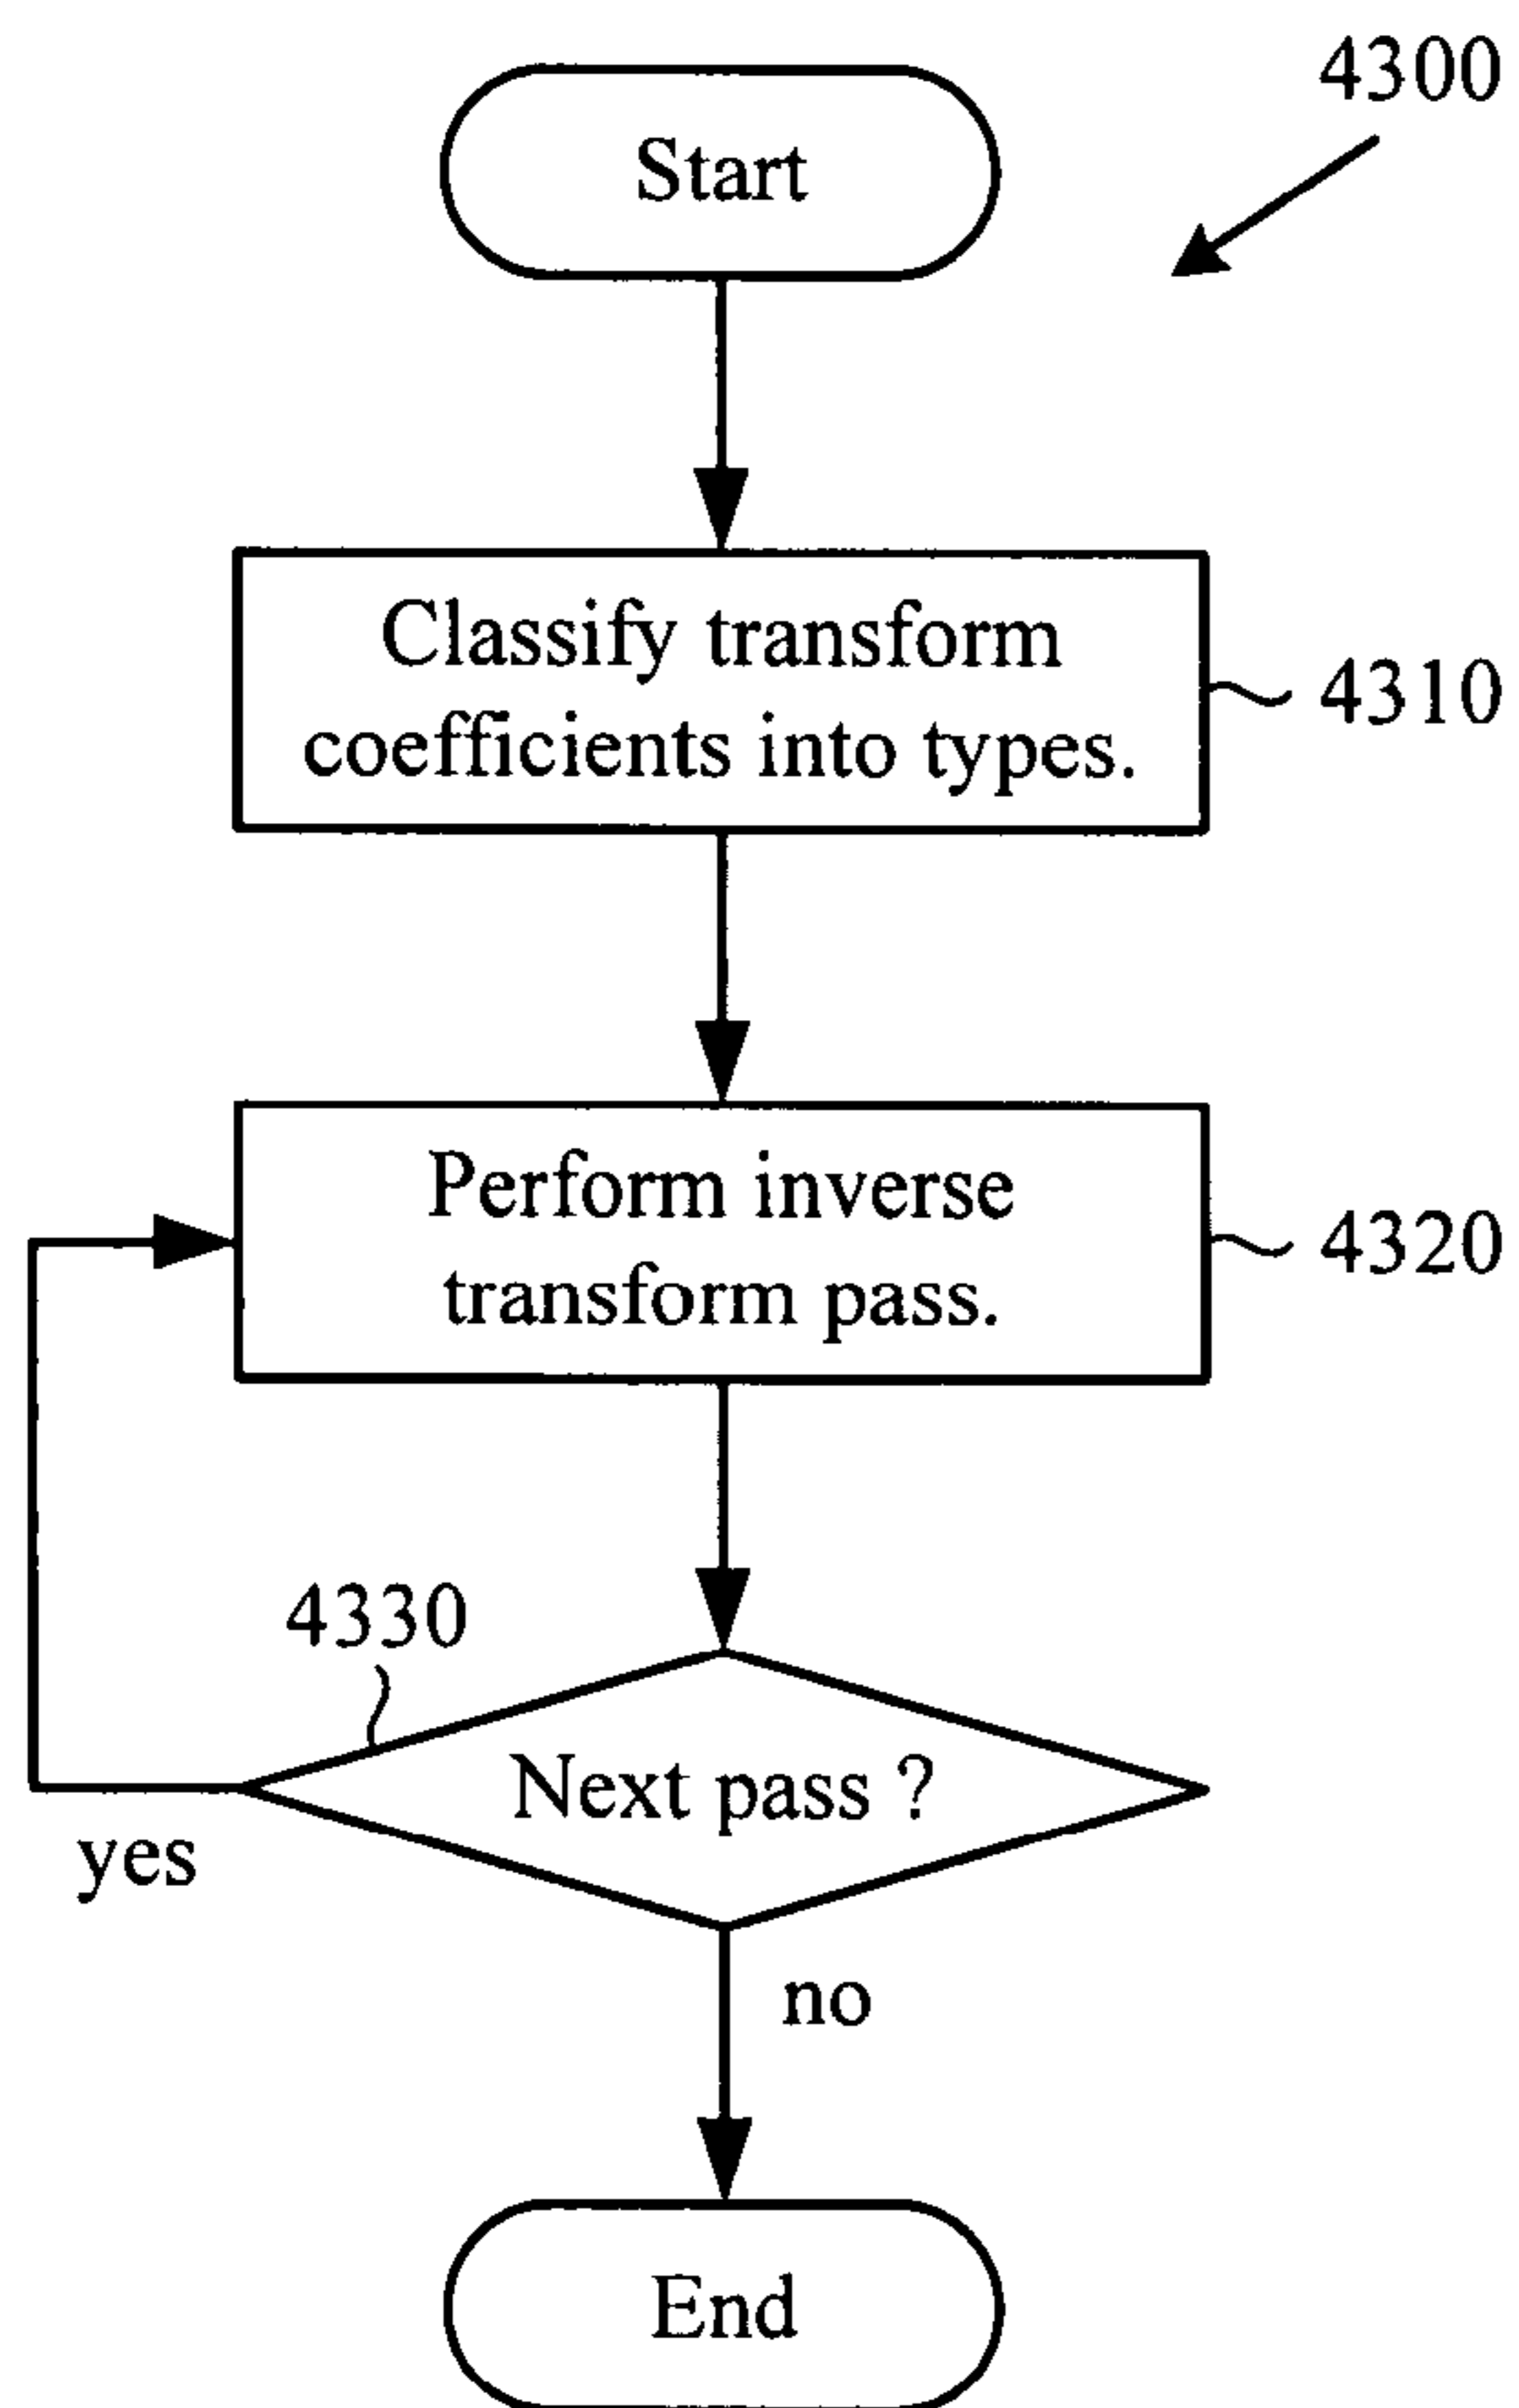 4300
Start
Classify transform
coefficients into types.
4310
Perform inverse
transform pass.
4320
4330
Next pass ?
yes
no
End